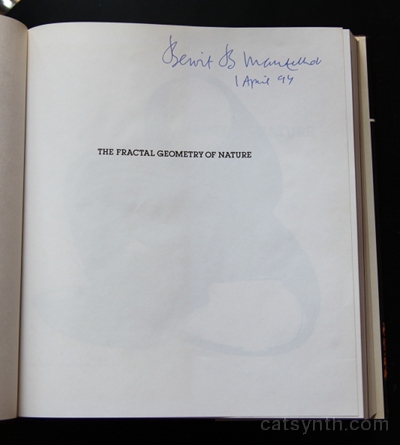 Benoit B Mandelbrot
1 April 94
THE FRACTAL GEOMETRY OF NATURE
catsynth.com